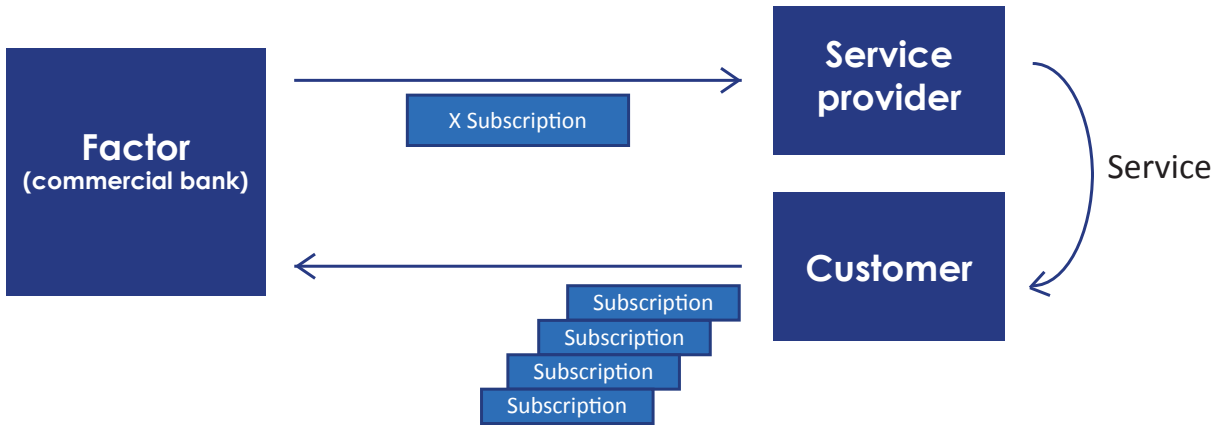 Factor
(commercial bank)
X Subscription
Service
provider
Service
Customer
Subscription
Subscription
Subscription
Subscription